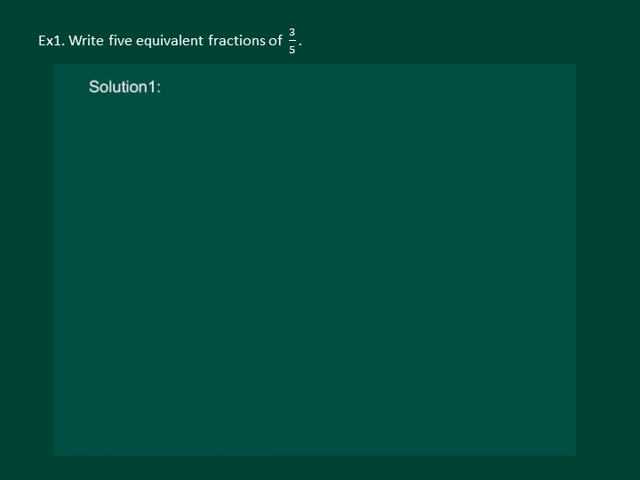 Ex1. Write five equivalent fractions of 3/5.
Solution1: